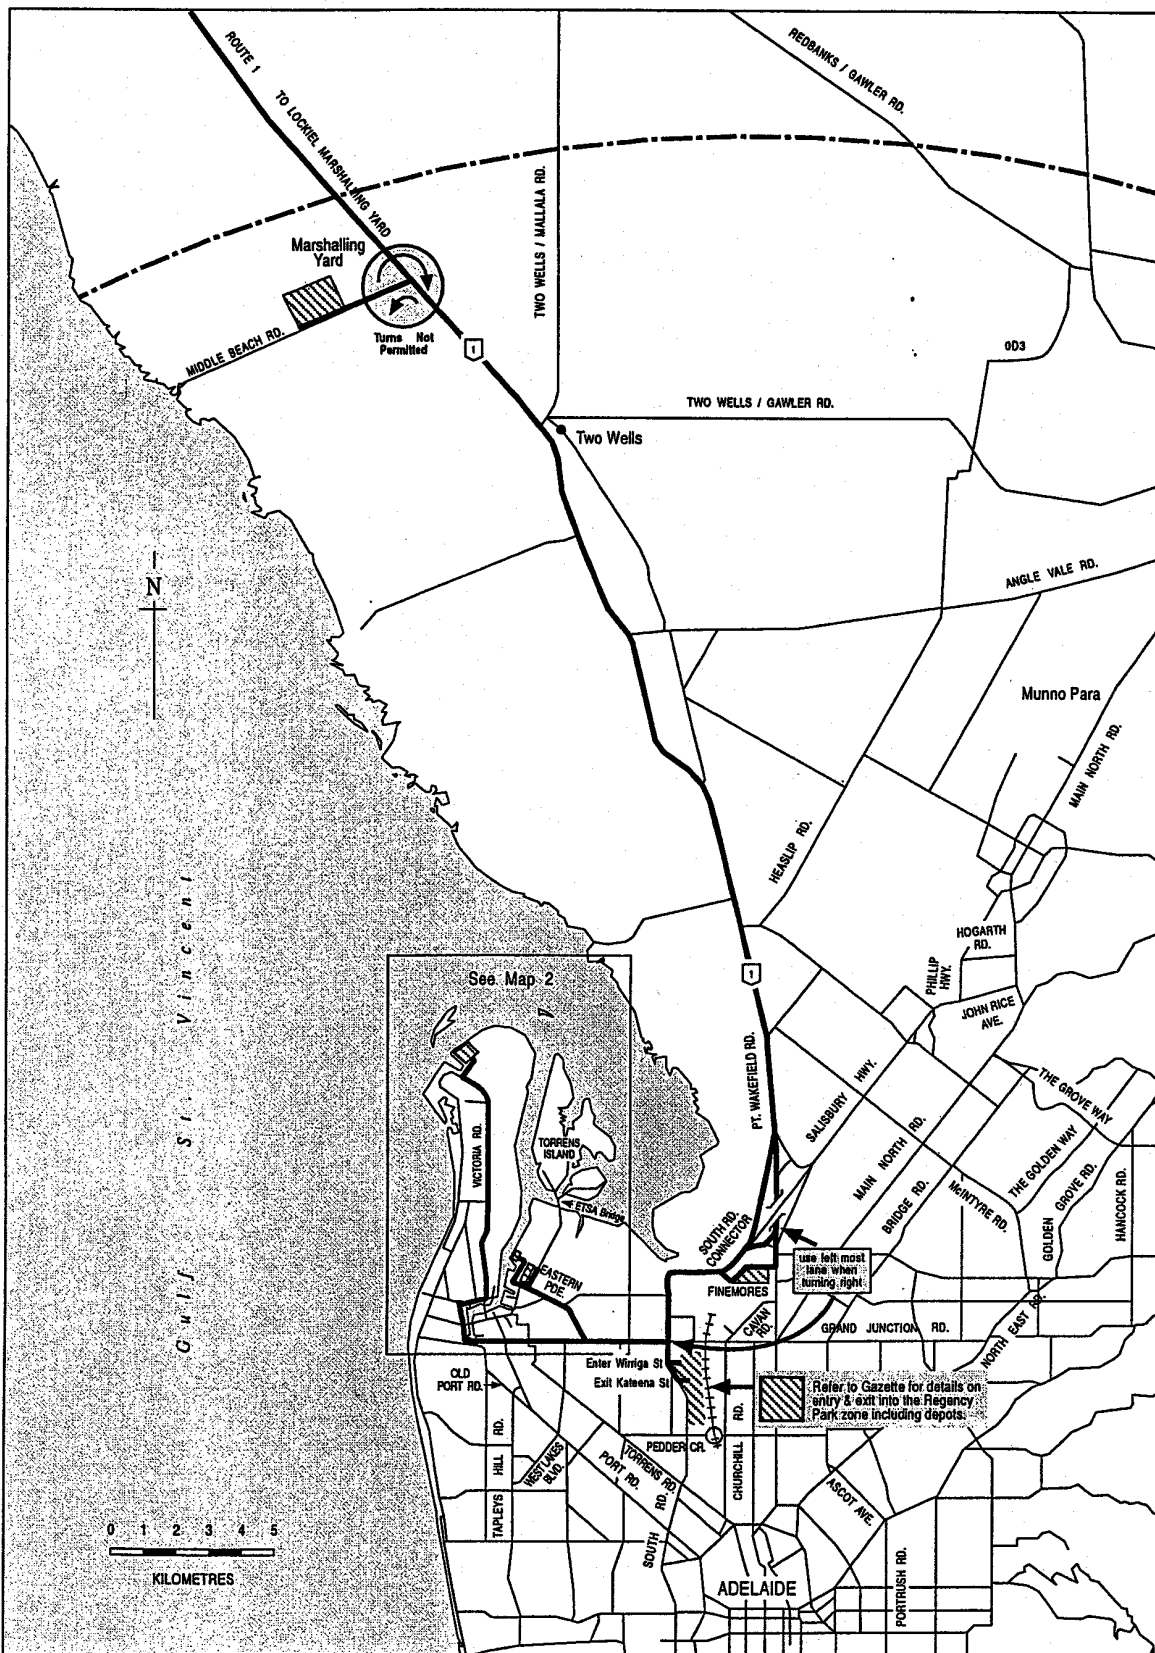 ROUTE 1
TO LOCKIEL MARSHALLING YARD
REDBANKS / GAWLER RD.
TWO WELLS / MALLALA RD.
Marshalling
Yard
Turns Not
Permitted
MIDDLE BEACH RD.
1
0D3
TWO WELLS / GAWLER RD.
Two Wells
N
ANGLE VALE RD.
Munno Para
MAIN NORTH RD.
HEASLIP RD.
HOGARTH
RD.
PHILLIP
HWY.
JOHN RICE
AVE.
Gulf St. Vincent
See Map 2
1
PT. WAKEFIELD RD.
SALISBURY HWY.
THE GROVE WAY
THE GOLDEN WAY
GOLDEN GROVE RD.
HANCOCK RD.
MAIN NORTH RD.
BRIDGE RD.
McINTYRE RD.
VICTORIA RD.
TORRENS
ISLAND
ETSA Bridge
SOUTH RD.
CONNECTOR
use left most
lane when
turning right
EASTERN
PDE.
FINEMORES
CAVAN
RD.
GRAND JUNCTION RD.
NORTH EAST RD.
Enter Wirriga St
Exit Kateena St
OLD
PORT RD.
Refer to Gazette for details on
entry & exit into the Regency
Park zone including depots.
TAPLEYS HILL RD.
WEST LAKES
BLVD.
TORRENS RD.
PORT RD.
PEDDER CR.
SOUTH RD.
CHURCHILL RD.
ASCOT AVE.
PORTRUSH RD.
ADELAIDE
0 1 2 3 4 5
KILOMETRES